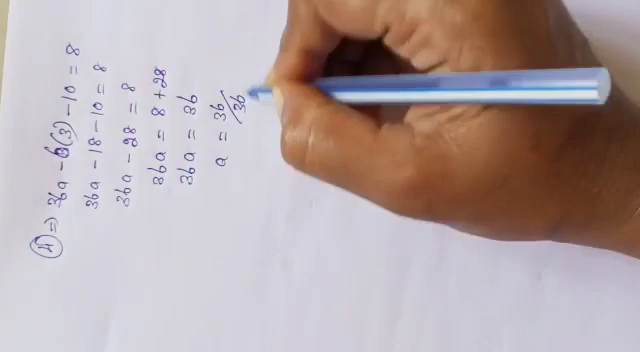 ④ ⇒ 36a - 6(3) - 10 = 8
36a - 18 - 10 = 8
36a - 28 = 8
36a = 8 + 28
36a = 36
a = 36/36